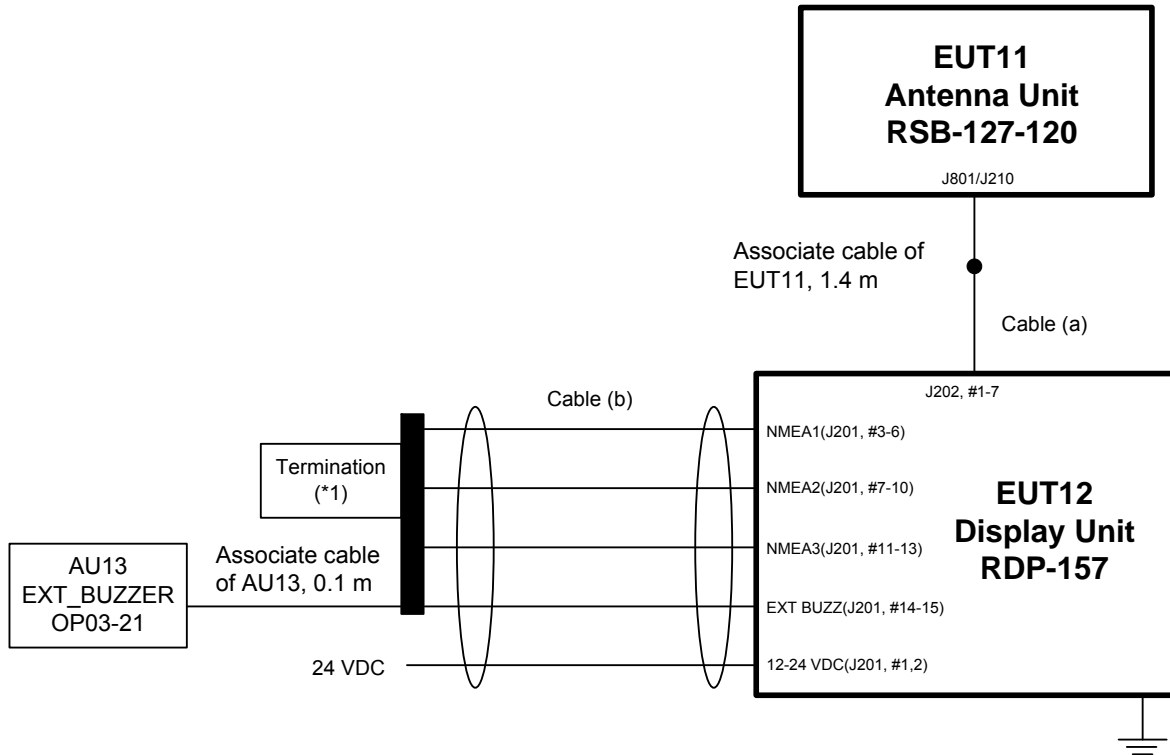 EUT11
Antenna Unit
RSB-127-120
J801/J210
Associate cable of
EUT11, 1.4 m
Cable (a)
J202, #1-7
Cable (b)
NMEA1(J201, #3-6)
Termination
(*1)
NMEA2(J201, #7-10)
EUT12
Display Unit
RDP-157
NMEA3(J201, #11-13)
Associate cable
of AU13, 0.1 m
AU13
EXT_BUZZER
OP03-21
EXT BUZZ(J201, #14-15)
24 VDC
12-24 VDC(J201, #1,2)